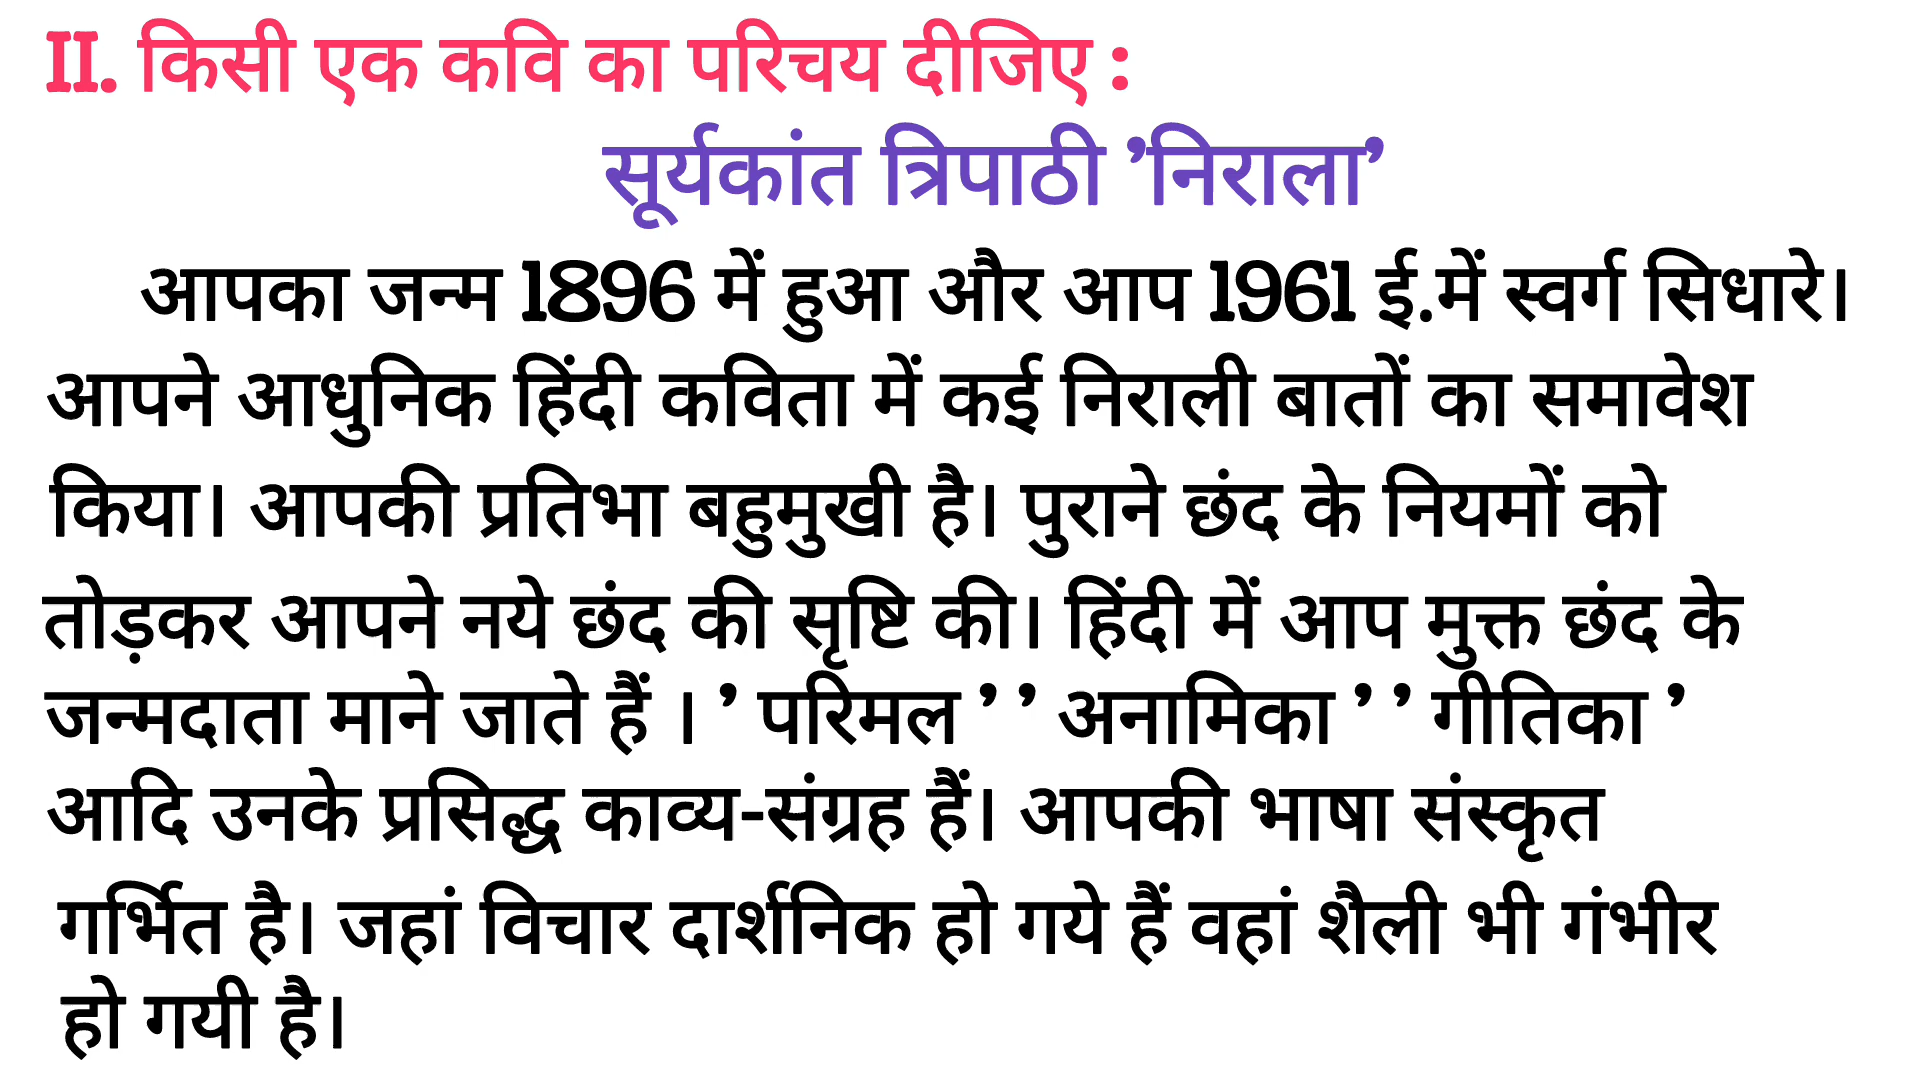 II. किसी एक कवि का परिचय दीजिए :
सूर्यकांत त्रिपाठी ’निराला’
आपका जन्म 1896 में हुआ और आप 1961 ई.में स्वर्ग सिधारे।
आपने आधुनिक हिंदी कविता में कई निराली बातों का समावेश
किया। आपकी प्रतिभा बहुमुखी है। पुराने छंद के नियमों को
तोड़कर आपने नये छंद की सृष्टि की। हिंदी में आप मुक्त छंद के
जन्मदाता माने जाते हैं । ’ परिमल ’ ’ अनामिका ’ ’ गीतिका ’
आदि उनके प्रसिद्ध काव्य-संग्रह हैं। आपकी भाषा संस्कृत
गर्भित है। जहां विचार दार्शनिक हो गये हैं वहां शैली भी गंभीर
हो गयी है।